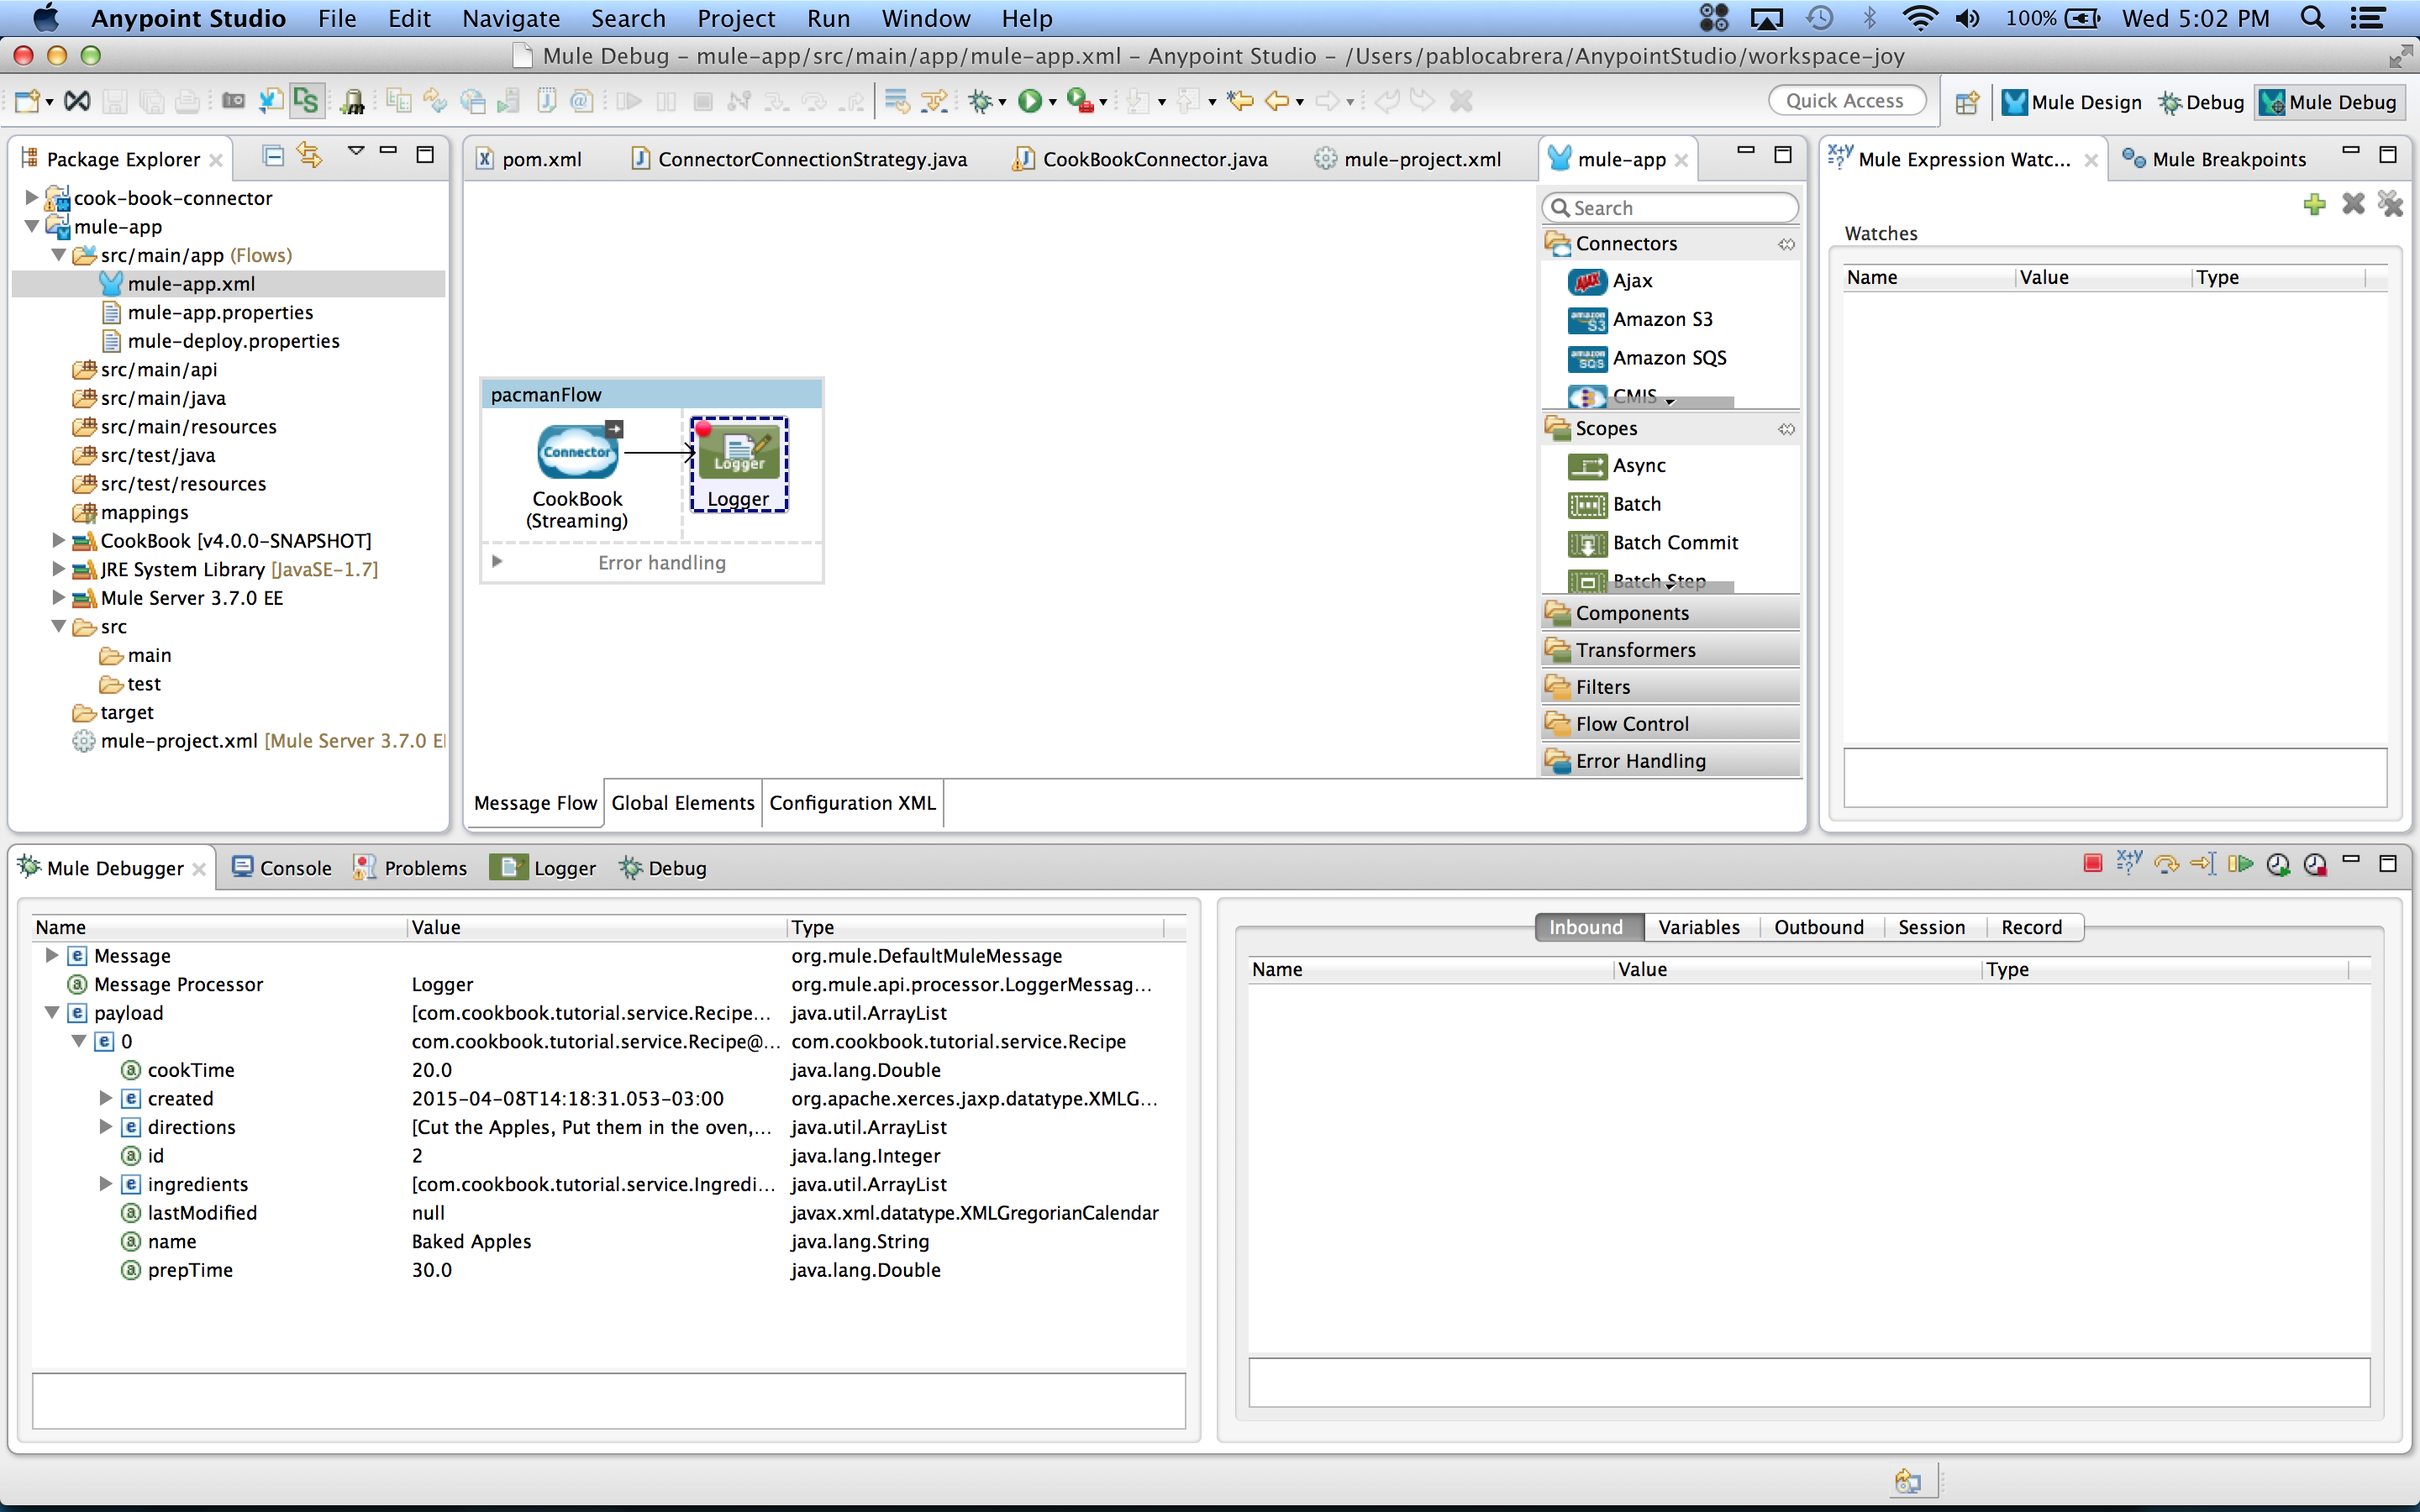 Anypoint Studio File Edit Navigate Search Project Run Window Help 100% Wed 5:02 PM
Mule Debug – mule-app/src/main/app/mule-app.xml – Anypoint Studio – /Users/pablocabrera/AnypointStudio/workspace-joy
Quick Access Mule Design Debug Mule Debug
Package Explorer
cook-book-connector
mule-app
src/main/app (Flows)
mule-app.xml
mule-app.properties
mule-deploy.properties
src/main/api
src/main/java
src/main/resources
src/test/java
src/test/resources
mappings
CookBook [v4.0.0-SNAPSHOT]
JRE System Library [JavaSE-1.7]
Mule Server 3.7.0 EE
src
main
test
target
mule-project.xml [Mule Server 3.7.0 E
pom.xml ConnectorConnectionStrategy.java CookBookConnector.java mule-project.xml mule-app
pacmanFlow
Connector
CookBook
(Streaming)
Logger
Logger
Error handling
Message Flow Global Elements Configuration XML
Search
Connectors
Ajax
Amazon S3
Amazon SQS
CMIS
Scopes
Async
Batch
Batch Commit
Batch Step
Components
Transformers
Filters
Flow Control
Error Handling
Mule Expression Watc... Mule Breakpoints
Watches
Name Value Type
Mule Debugger Console Problems Logger Debug
Name Value Type
Message org.mule.DefaultMuleMessage
Message Processor Logger org.mule.api.processor.LoggerMessag...
payload [com.cookbook.tutorial.service.Recipe... java.util.ArrayList
0 com.cookbook.tutorial.service.Recipe@... com.cookbook.tutorial.service.Recipe
cookTime 20.0 java.lang.Double
created 2015-04-08T14:18:31.053-03:00 org.apache.xerces.jaxp.datatype.XMLG...
directions [Cut the Apples, Put them in the oven,... java.util.ArrayList
id 2 java.lang.Integer
ingredients [com.cookbook.tutorial.service.Ingredi... java.util.ArrayList
lastModified null javax.xml.datatype.XMLGregorianCalendar
name Baked Apples java.lang.String
prepTime 30.0 java.lang.Double
Inbound Variables Outbound Session Record
Name Value Type